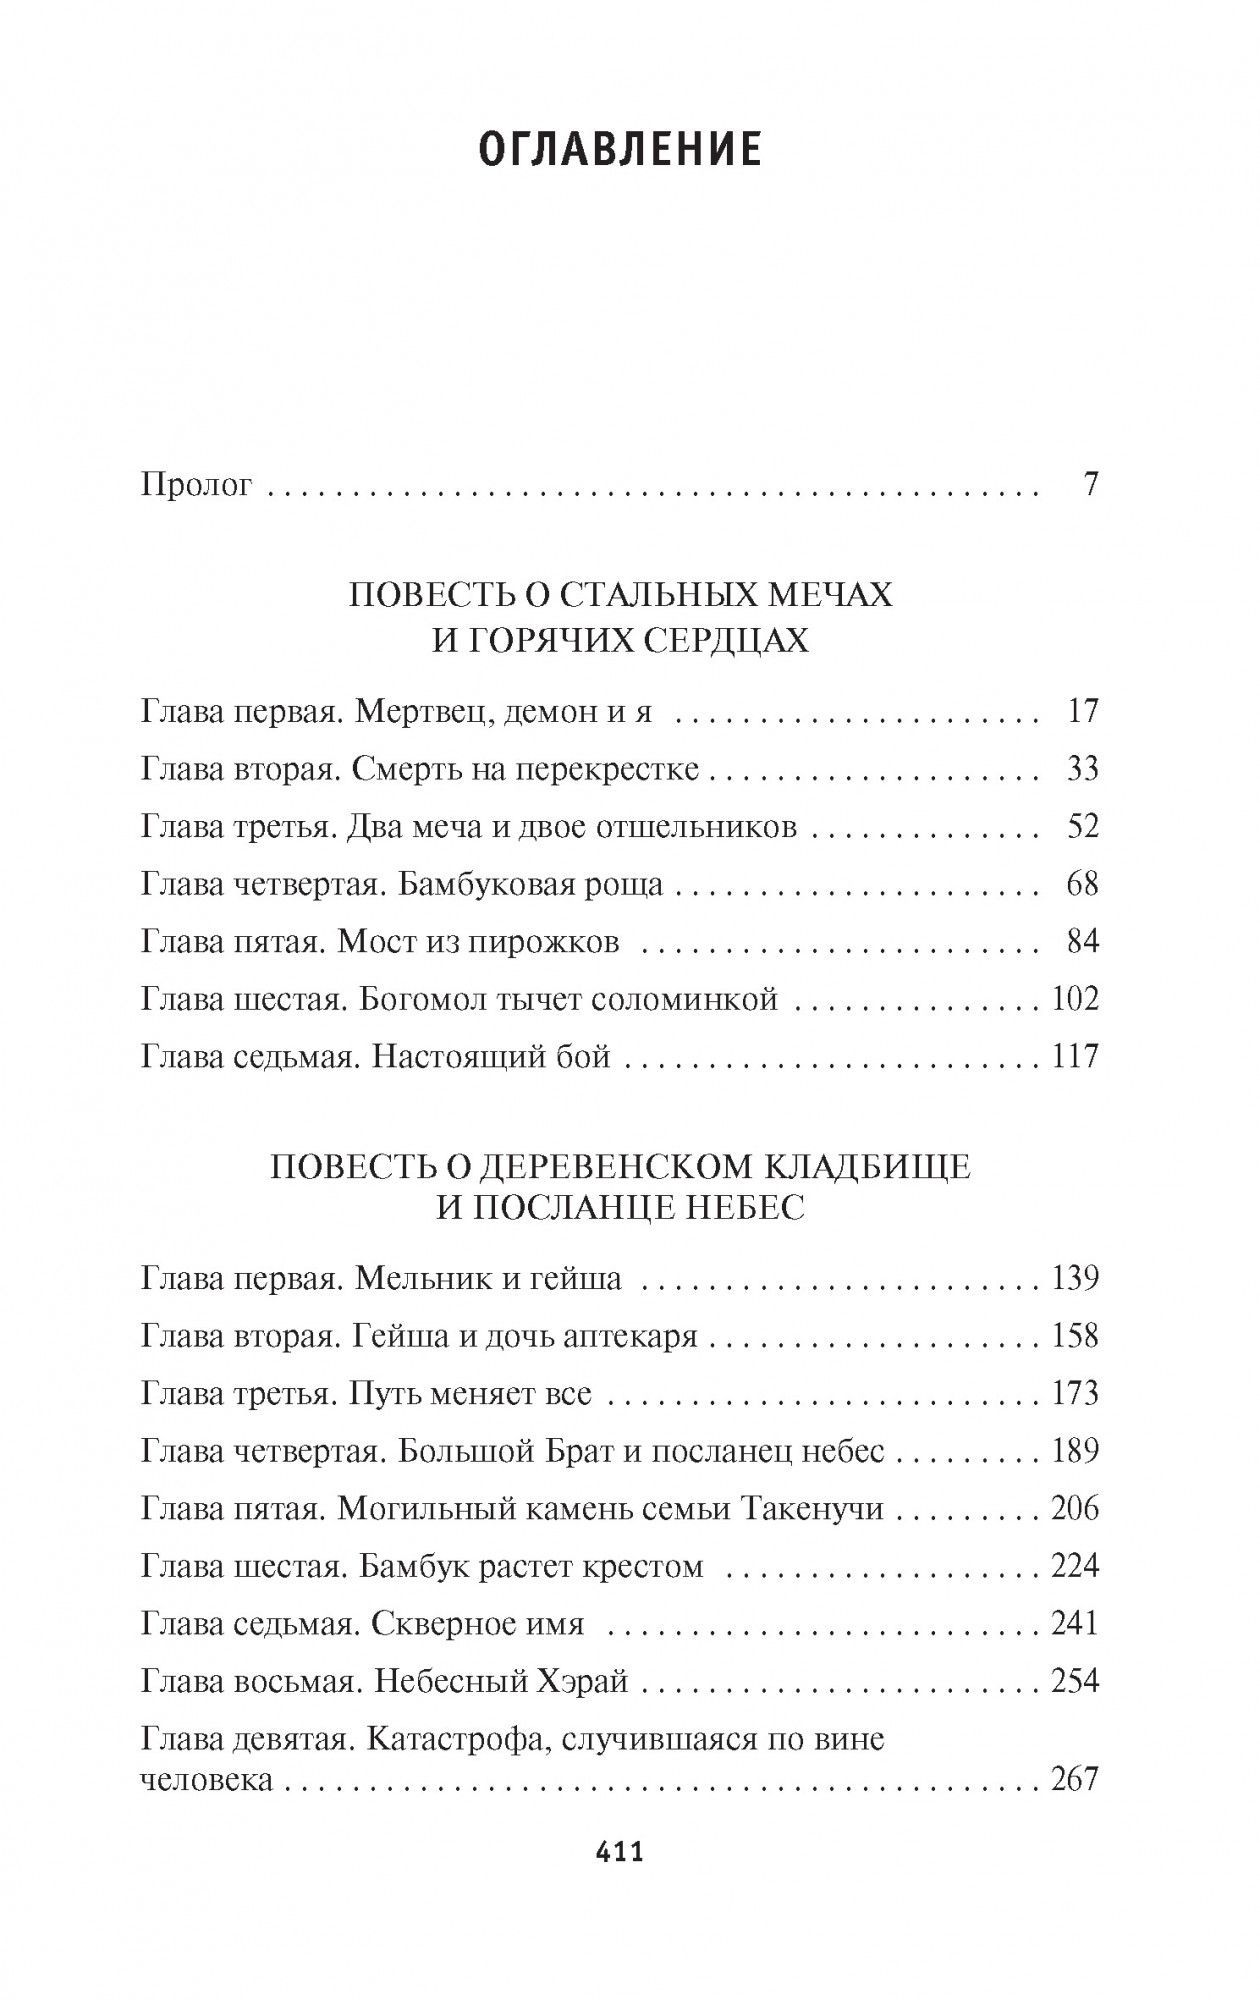 ОГЛАВЛЕНИЕ
Пролог . . . . . . . . . . . . . . . . . . . . . . . . . . . . . . . . . . . . . . . . . . . . . . 7
ПОВЕСТЬ О СТАЛЬНЫХ МЕЧАХ
И ГОРЯЧИХ СЕРДЦАХ
Глава первая. Мертвец, демон и я . . . . . . . . . . . . . . . . . . . . . . 17
Глава вторая. Смерть на перекрестке . . . . . . . . . . . . . . . . . . . . 33
Глава третья. Два меча и двое отшельников . . . . . . . . . . . . . . 52
Глава четвертая. Бамбуковая роща . . . . . . . . . . . . . . . . . . . . . . 68
Глава пятая. Мост из пирожков . . . . . . . . . . . . . . . . . . . . . . . . 84
Глава шестая. Богомол тычет соломинкой . . . . . . . . . . . . . . . 102
Глава седьмая. Настоящий бой . . . . . . . . . . . . . . . . . . . . . . . . . 117
ПОВЕСТЬ О ДЕРЕВЕНСКОМ КЛАДБИЩЕ
И ПОСЛАНЦЕ НЕБЕС
Глава первая. Мельник и гейша . . . . . . . . . . . . . . . . . . . . . . . . 139
Глава вторая. Гейша и дочь аптекаря . . . . . . . . . . . . . . . . . . . . 158
Глава третья. Путь меняет все . . . . . . . . . . . . . . . . . . . . . . . . . . 173
Глава четвертая. Большой Брат и посланец небес . . . . . . . . . 189
Глава пятая. Могильный камень семьи Такенучи . . . . . . . . . 206
Глава шестая. Бамбук растет крестом . . . . . . . . . . . . . . . . . . . 224
Глава седьмая. Скверное имя . . . . . . . . . . . . . . . . . . . . . . . . . . 241
Глава восьмая. Небесный Хэрай . . . . . . . . . . . . . . . . . . . . . . . . 254
Глава девятая. Катастрофа, случившаяся по вине
человека . . . . . . . . . . . . . . . . . . . . . . . . . . . . . . . . . . . . . . . . . . . . . 267
411